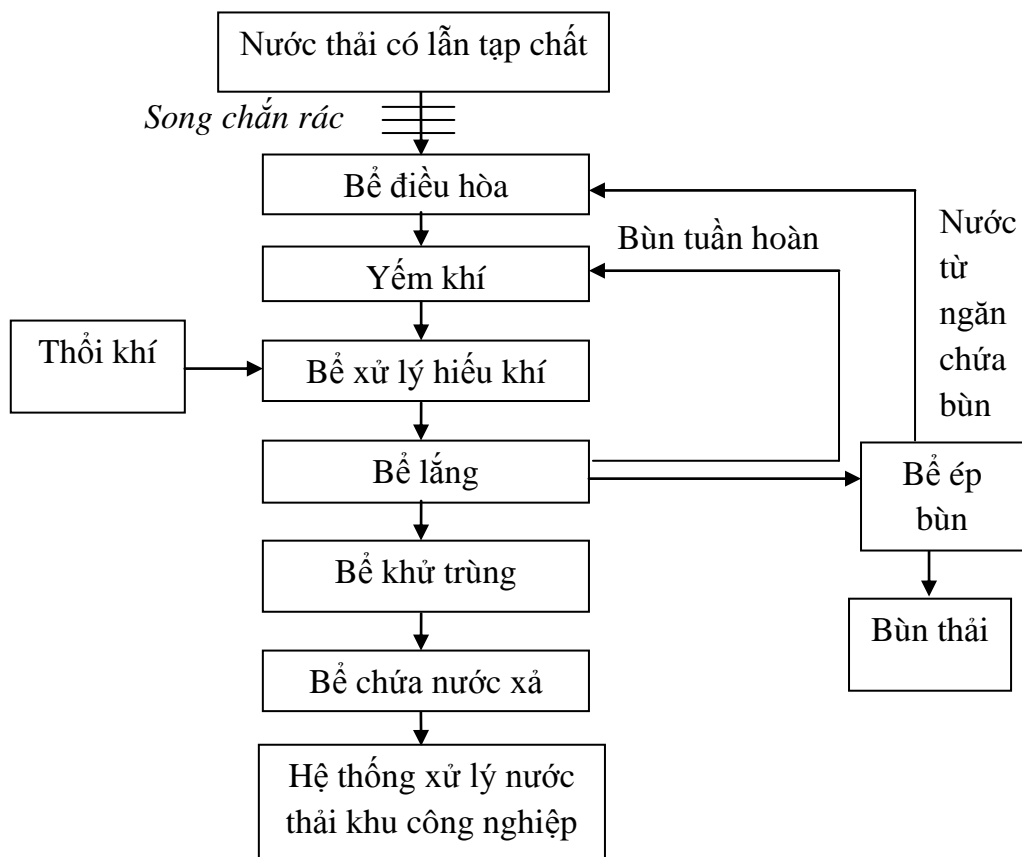 Nước thải có lẫn tạp chất
Song chắn rác
Bể điều hòa
Bùn tuần hoàn
Nước
từ
ngăn
chứa
bùn
Yếm khí
Thổi khí
Bể xử lý hiếu khí
Bể lắng
Bể ép
bùn
Bể khử trùng
Bùn thải
Bể chứa nước xả
Hệ thống xử lý nước
thải khu công nghiệp